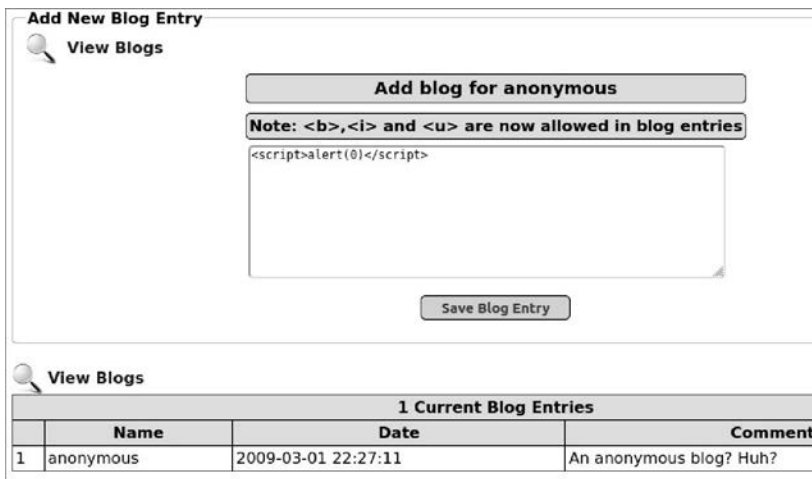 Add New Blog Entry
View Blogs
Add blog for anonymous
Note: <b>,<i> and <u> are now allowed in blog entries
<script>alert(0)</script>
Save Blog Entry
View Blogs
1 Current Blog Entries
Name Date Comment
1 anonymous 2009-03-01 22:27:11 An anonymous blog? Huh?